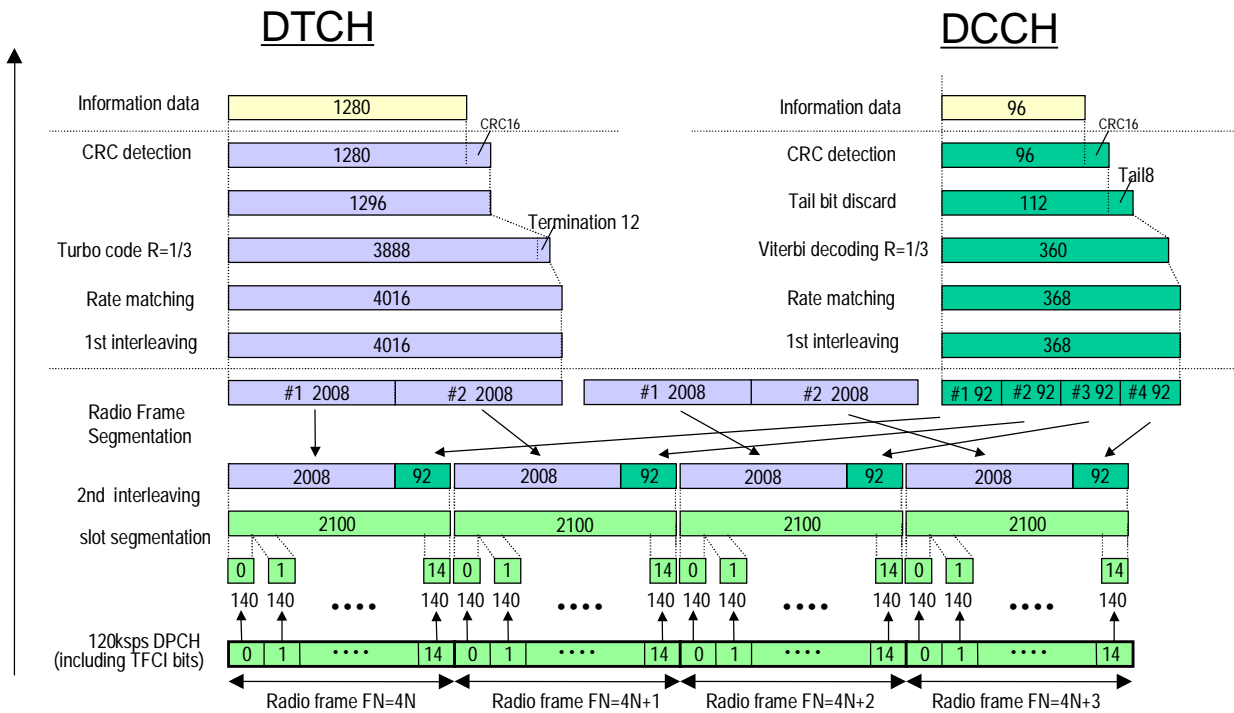 DTCH DCCH
Information data 1280 Information data 96
CRC16 CRC16
CRC detection 1280 CRC detection 96
Tail8
1296 Tail bit discard 112
Termination 12
Turbo code R=1/3 3888 Viterbi decoding R=1/3 360
Rate matching 4016 Rate matching 368
1st interleaving 4016 1st interleaving 368
#1 2008 #2 2008 #1 2008 #2 2008 #1 92 #2 92 #3 92 #4 92
Radio Frame
Segmentation
2008 92 2008 92 2008 92 2008 92
2nd interleaving
2100 2100 2100 2100
slot segmentation
0 1 14 0 1 14 0 1 14 0 1 14
140 140 •••• 140 140 140 •••• 140 140 140 •••• 140 140 140 •••• 140
120ksps DPCH
(including TFCI bits)
0 1 •••• 14 0 1 •••• 14 0 1 •••• 14 0 1 •••• 14
Radio frame FN=4N Radio frame FN=4N+1 Radio frame FN=4N+2 Radio frame FN=4N+3